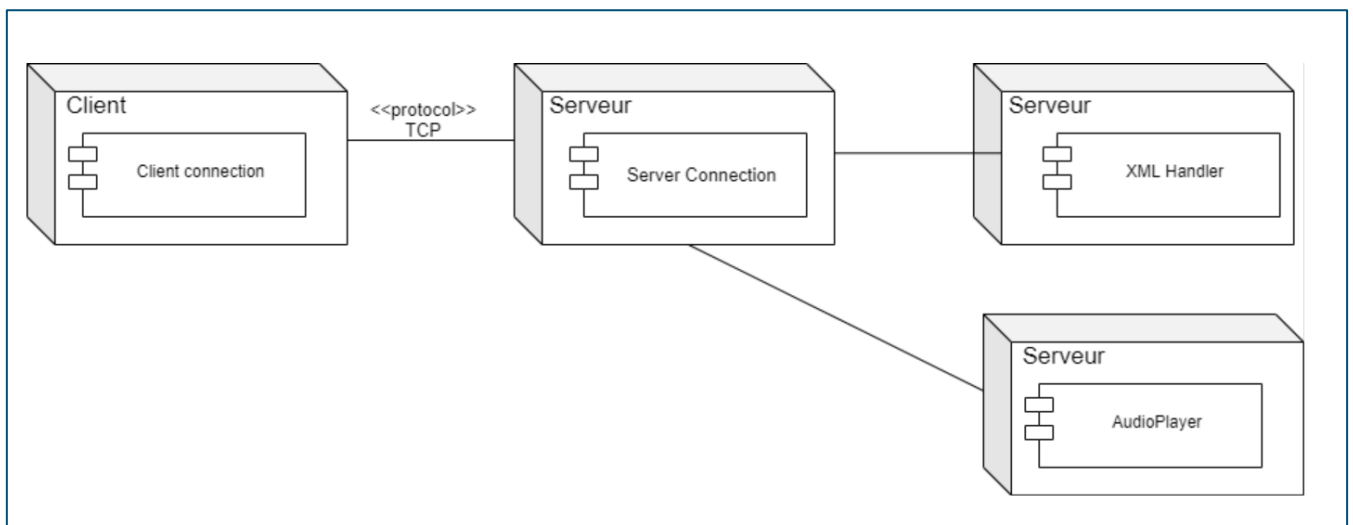 Client
Client connection
<<protocol>>
TCP
Serveur
Server Connection
Serveur
XML Handler
Serveur
AudioPlayer